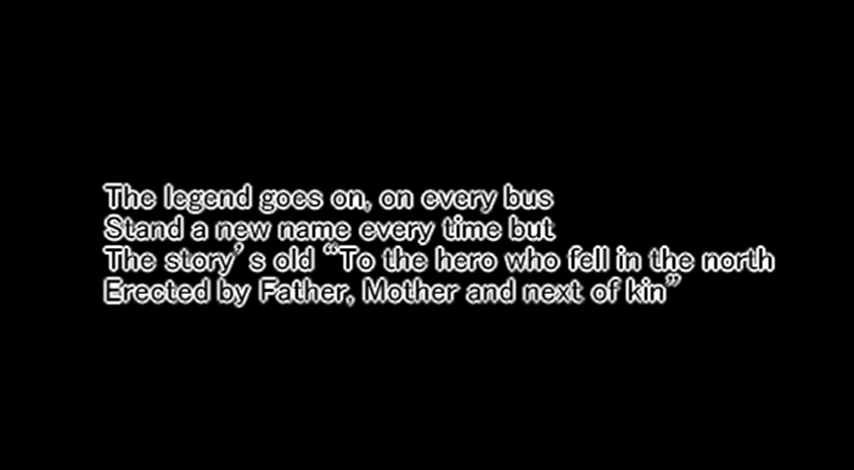 The legend goes on, on every bus
Stand a new name every time but
The story’s old “To the hero who fell in the north
Erected by Father, Mother and next of kin”